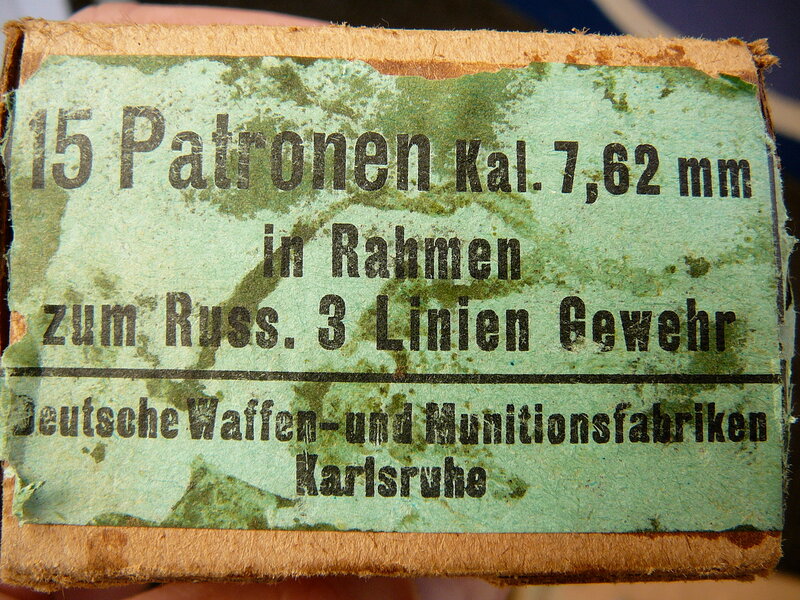 15 Patronen Kal. 7,62 mm
in Rahmen
zum Russ. 3 Linien Gewehr
Deutsche Waffen-und Munitionsfabriken
Karlsruhe